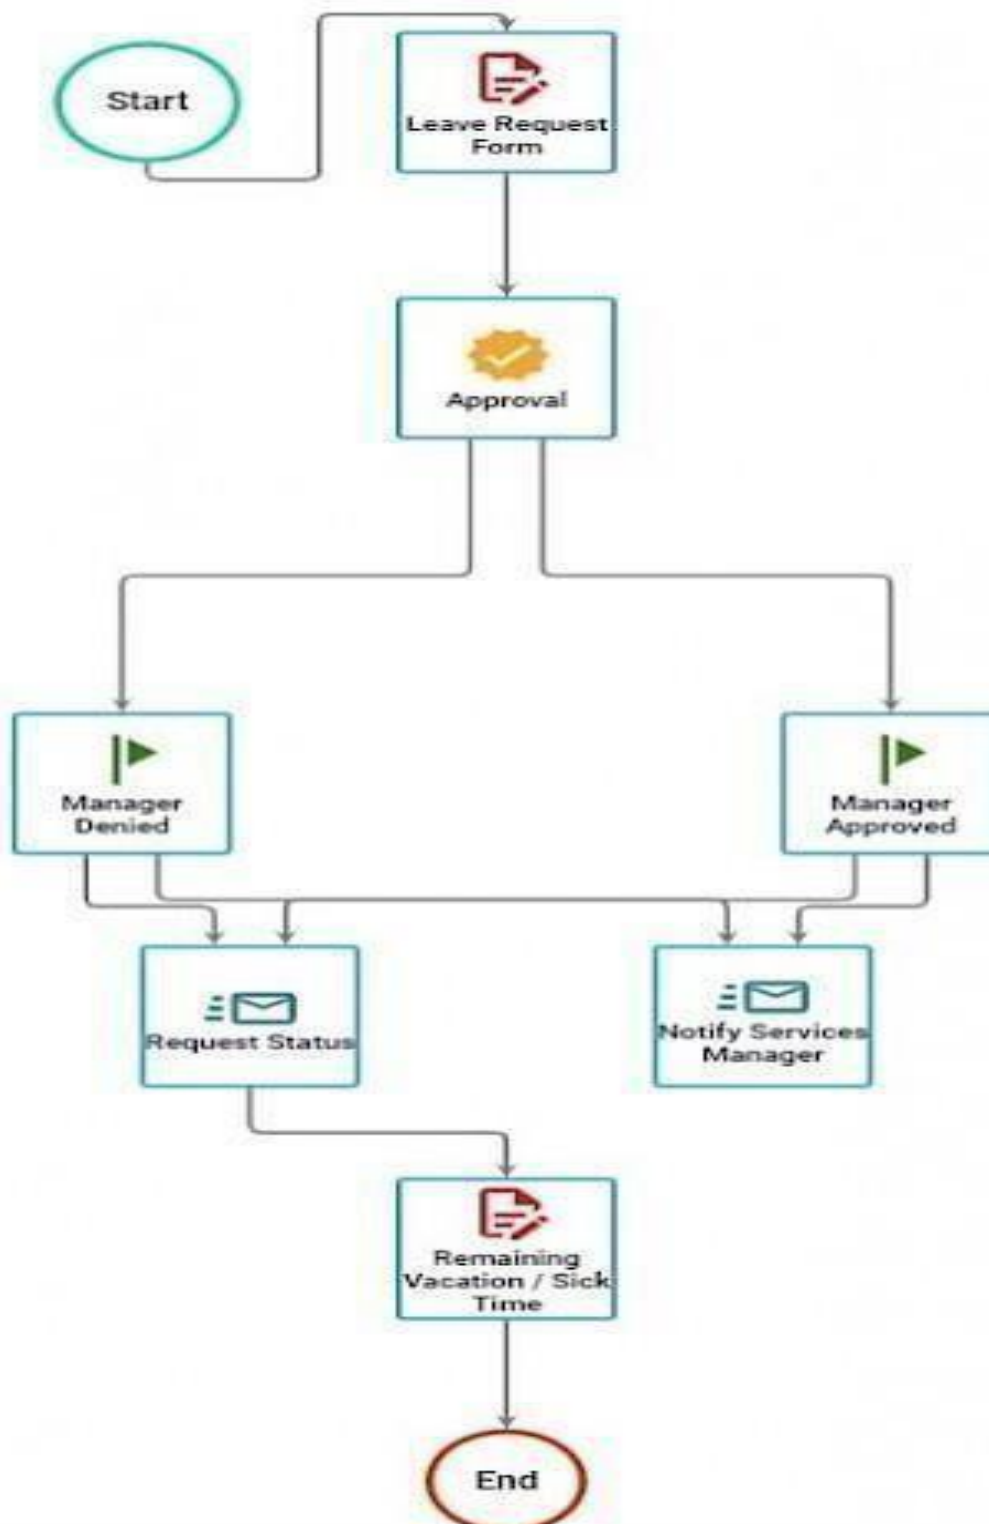 Start
Leave Request
Form
Approval
Manager
Denied
Manager
Approved
Request Status
Notify Services
Manager
Remaining
Vacation / Sick
Time
End